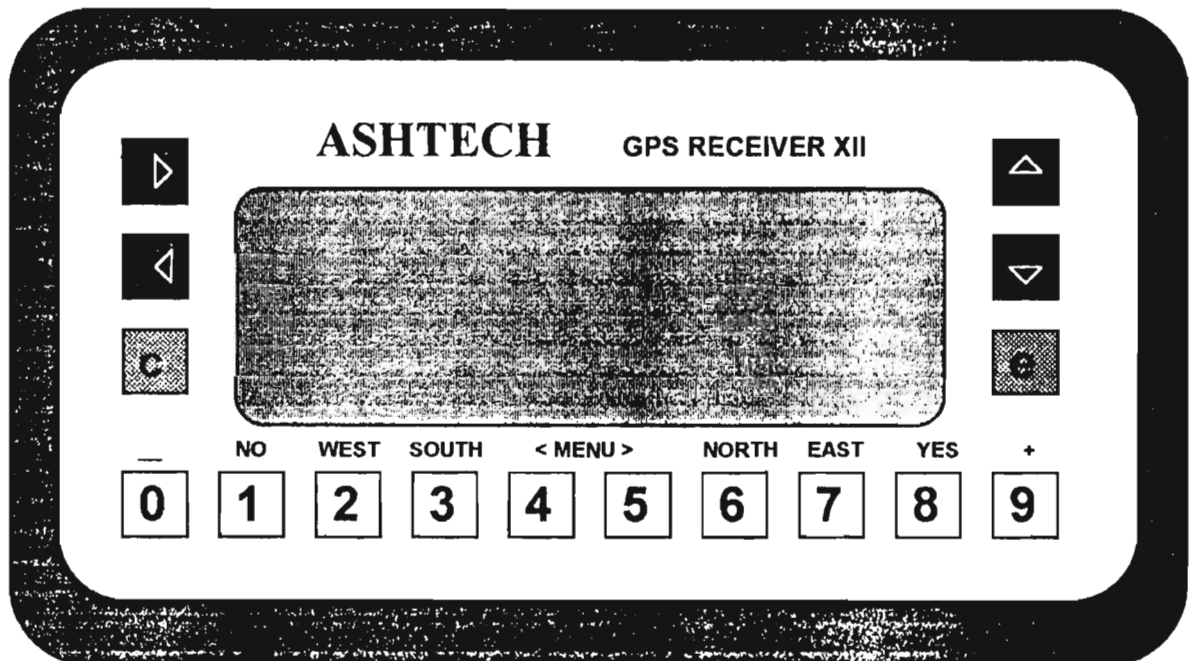 ASHTECH GPS RECEIVER XII
C e
— NO WEST SOUTH < MENU > NORTH EAST YES +
0 1 2 3 4 5 6 7 8 9